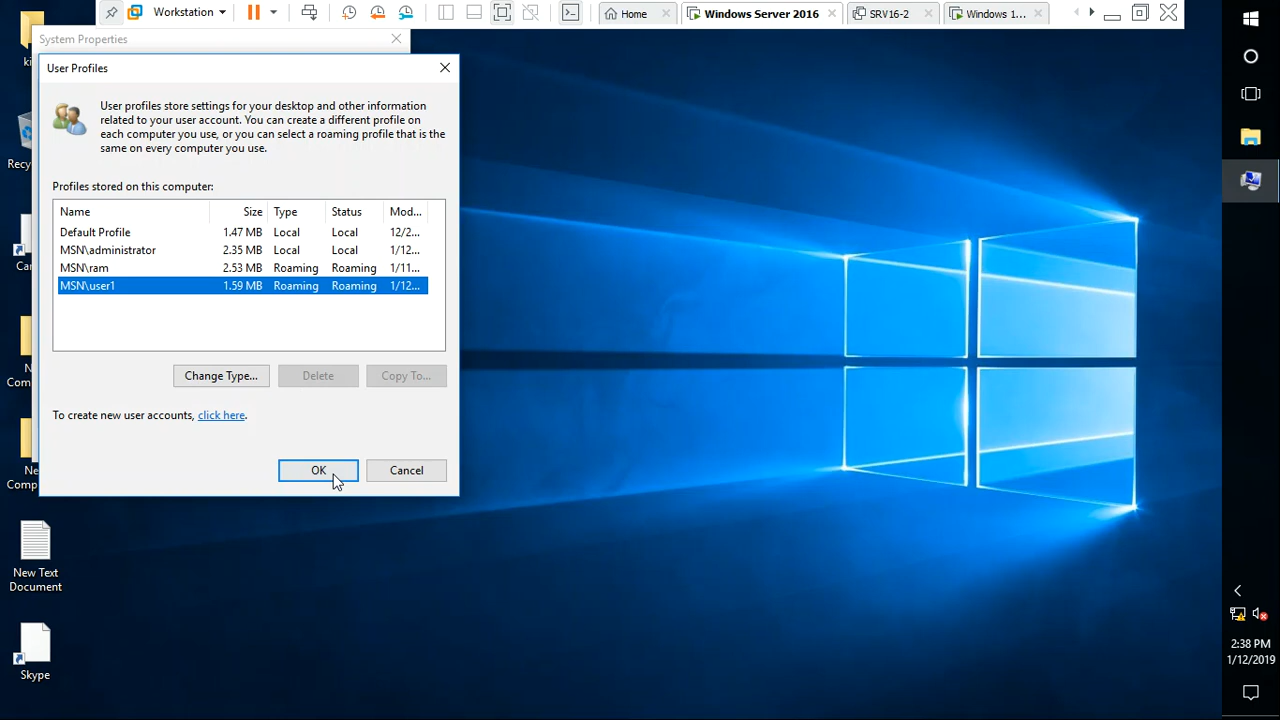 Workstation
Home
Windows Server 2016
SRV16-2
Windows 1...
System Properties
User Profiles
User profiles store settings for your desktop and other information
related to your user account. You can create a different profile on
each computer you use, or you can select a roaming profile that is the
same on every computer you use.
Profiles stored on this computer:
Name Size Type Status Mod...
Default Profile 1.47 MB Local Local 12/2...
MSN\administrator 2.35 MB Local Local 1/12...
MSN\ram 2.53 MB Roaming Roaming 1/11...
MSN\user1 1.59 MB Roaming Roaming 1/12...
Change Type...
Delete
Copy To...
To create new user accounts, click here.
OK
Cancel
ki
Recy
Car
N
Com
Ne
Comp
New Text
Document
Skype
2:38 PM
1/12/2019